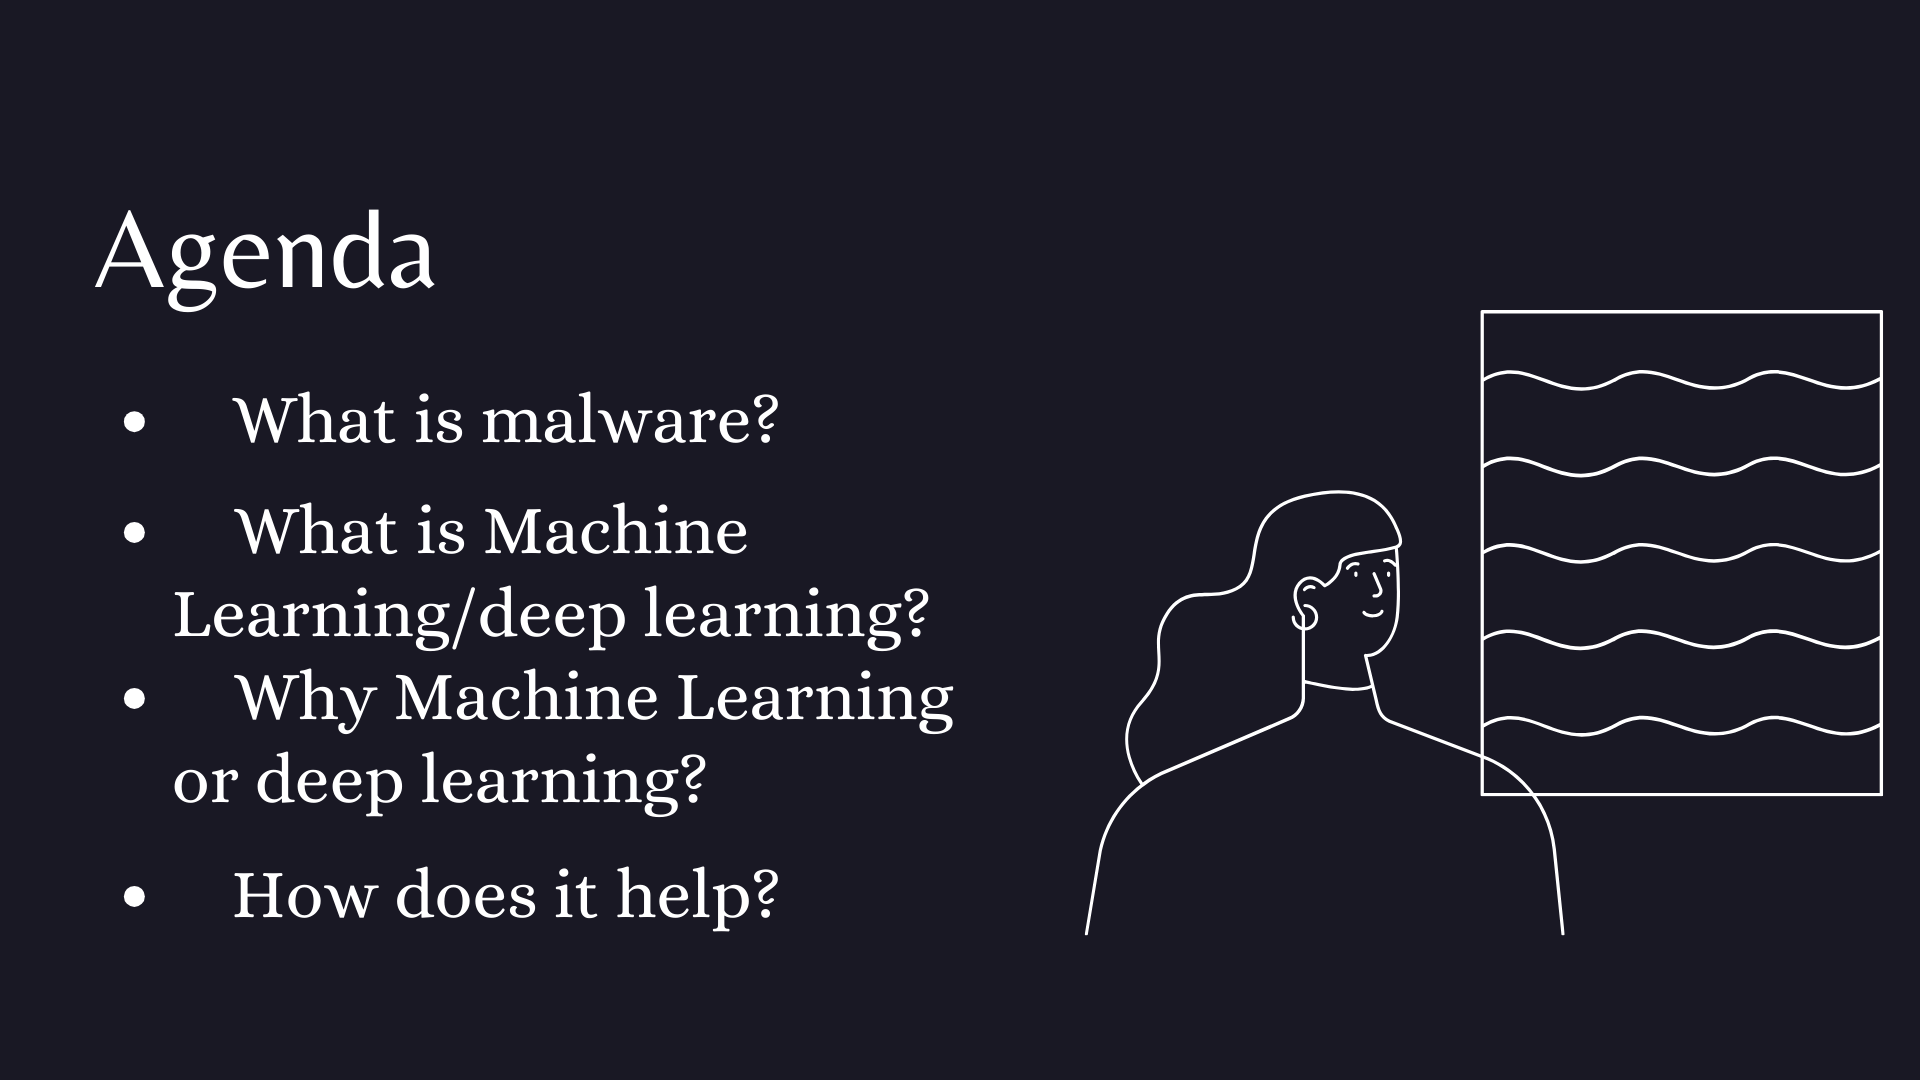 Agenda
• What is malware?
• What is Machine
Learning/deep learning?
• Why Machine Learning
or deep learning?
• How does it help?